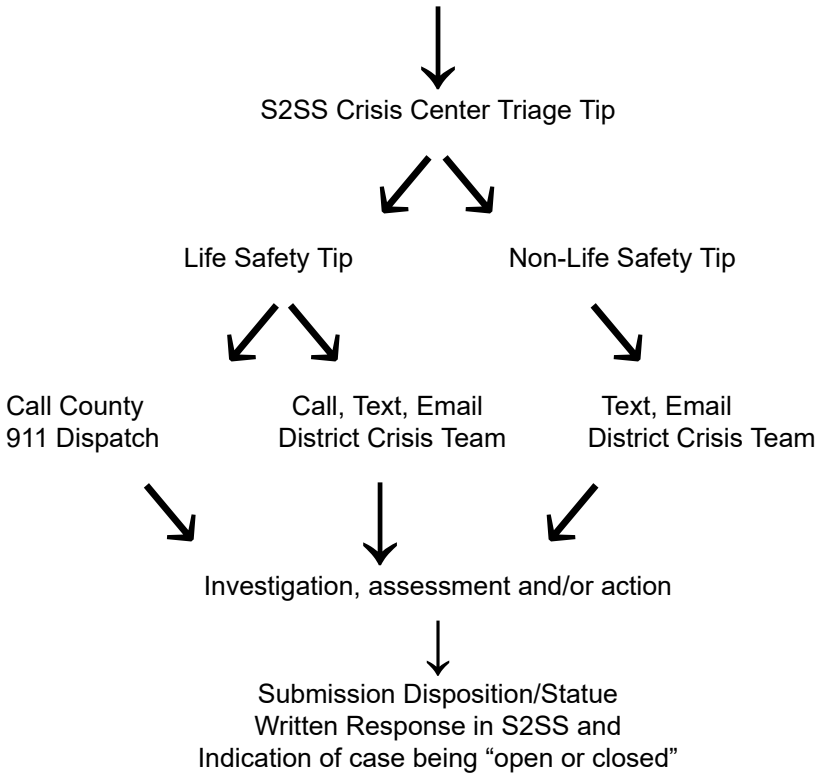 S2SS Crisis Center Triage Tip
Life Safety Tip
Non-Life Safety Tip
Call County
911 Dispatch
Call, Text, Email
District Crisis Team
Text, Email
District Crisis Team
Investigation, assessment and/or action
Submission Disposition/Statue
Written Response in S2SS and
Indication of case being “open or closed”